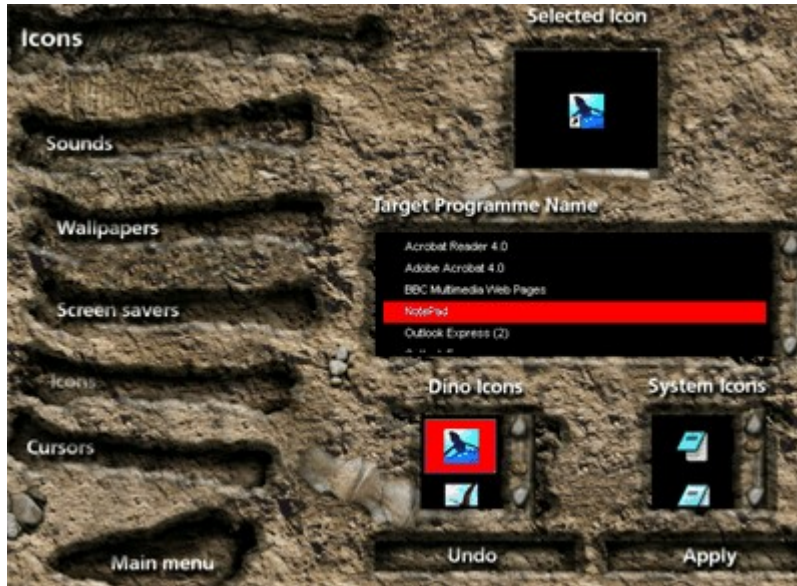 Icons
Sounds
Wallpapers
Screen savers
Icons
Cursors
Main menu
Selected Icon
Target Programme Name
Acrobat Reader 4.0
Adobe Acrobat 4.0
BBC Multimedia Web Pages
NotePad
Outlook Express (2)
Dino Icons
System Icons
Undo
Apply